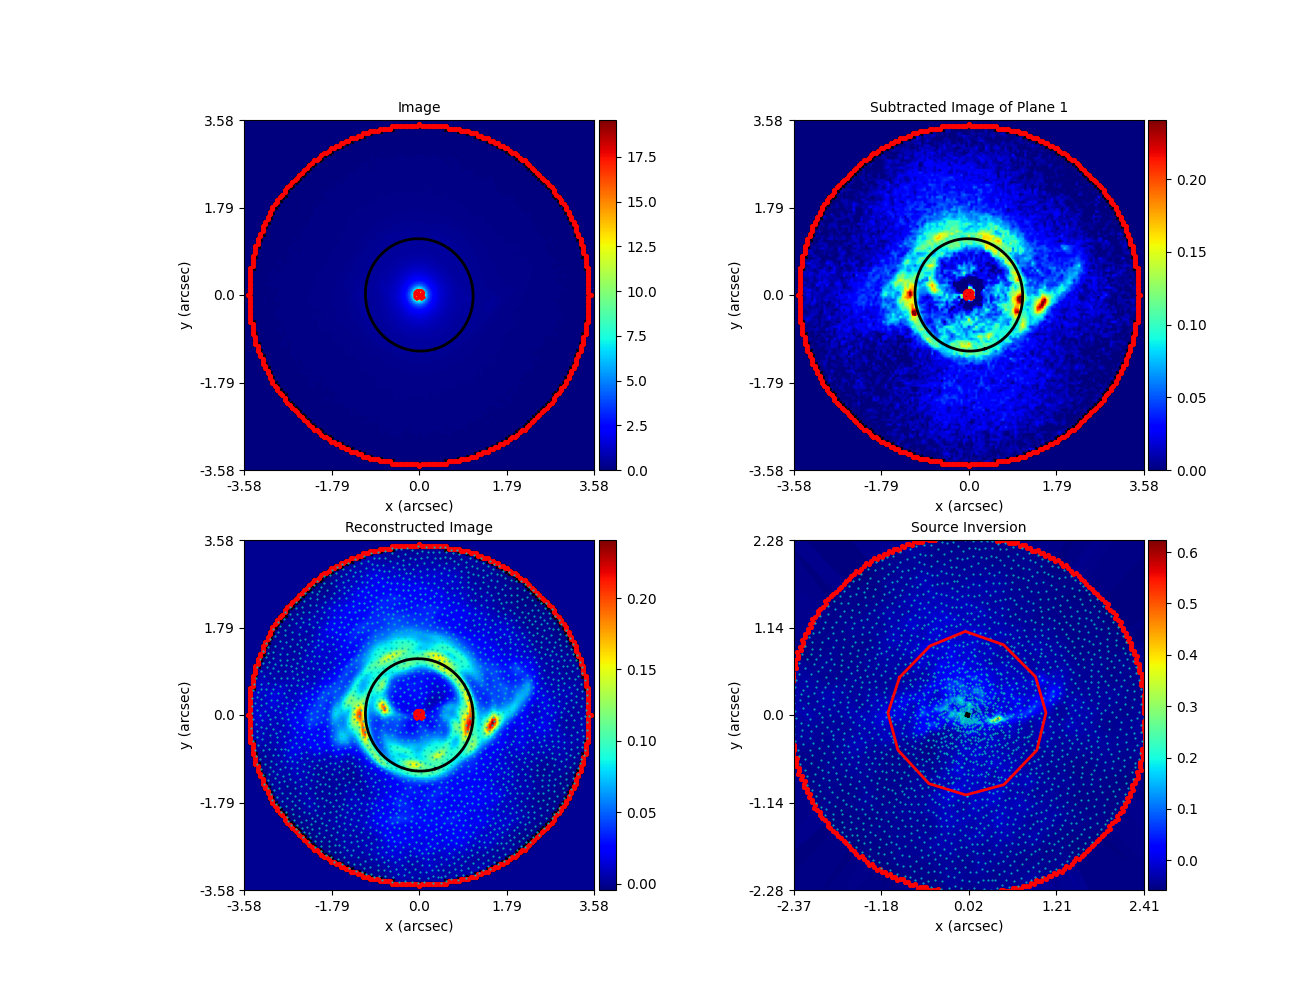 Image
3.58
1.79
0.0
-1.79
-3.58
y (arcsec)
-3.58 -1.79 0.0 1.79 3.58
x (arcsec)
17.5
15.0
12.5
10.0
7.5
5.0
2.5
0.0
Subtracted Image of Plane 1
3.58
1.79
0.0
-1.79
-3.58
y (arcsec)
-3.58 -1.79 0.0 1.79 3.58
x (arcsec)
0.20
0.15
0.10
0.05
0.00
Reconstructed Image
3.58
1.79
0.0
-1.79
-3.58
y (arcsec)
-3.58 -1.79 0.0 1.79 3.58
x (arcsec)
0.20
0.15
0.10
0.05
0.00
Source Inversion
2.28
1.14
0.0
-1.14
-2.28
y (arcsec)
-2.37 -1.18 0.02 1.21 2.41
x (arcsec)
0.6
0.5
0.4
0.3
0.2
0.1
0.0